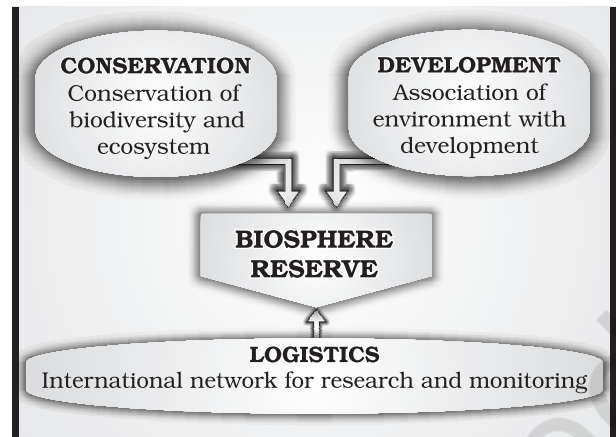 CONSERVATION
Conservation of
biodiversity and
ecosystem
DEVELOPMENT
Association of
environment with
development
BIOSPHERE
RESERVE
LOGISTICS
International network for research and monitoring